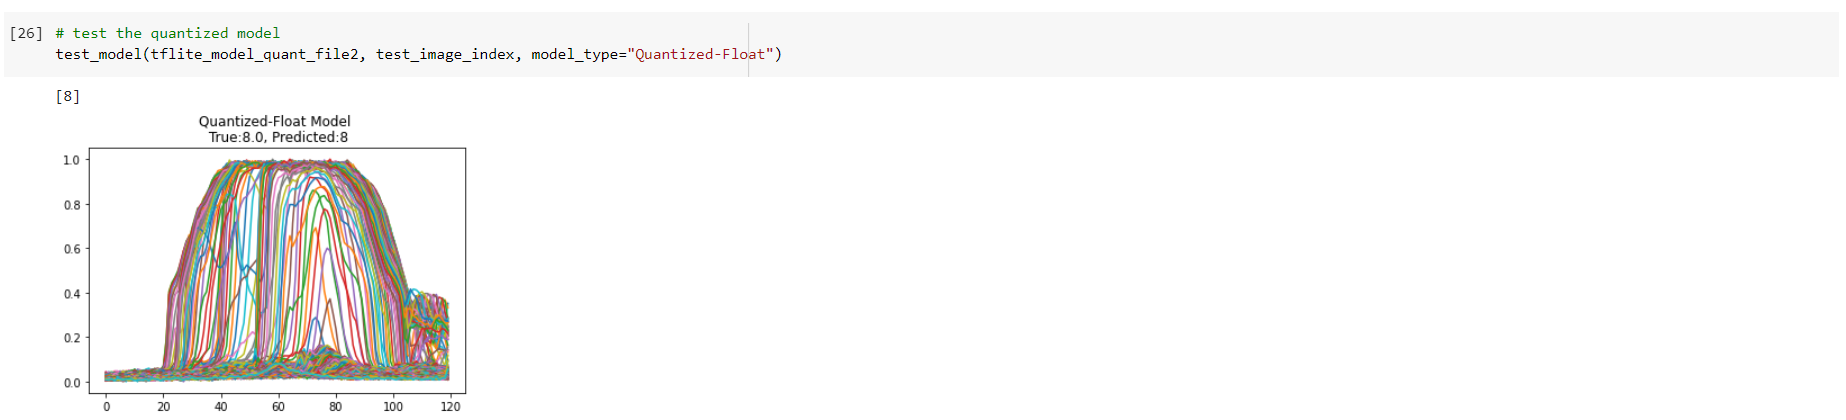 [26] # test the quantized model
test_model(tflite_model_quant_file2, test_image_index, model_type="Quantized-Float")
[8]
Quantized-Float Model
True:8.0, Predicted:8
1.0
0.8
0.6
0.4
0.2
0.0
0 20 40 60 80 100 120